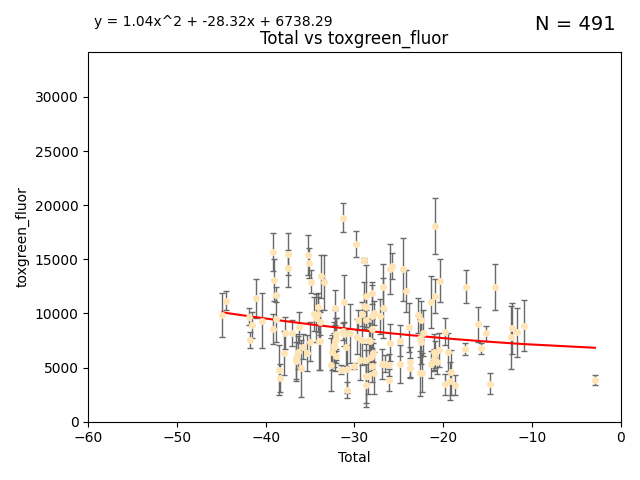 y = 1.04x^2 + -28.32x + 6738.29
N = 491
Total vs toxgreen_fluor
30000
25000
20000
15000
10000
5000
0
toxgreen_fluor
−60
−50
−40
−30
−20
−10
0
Total